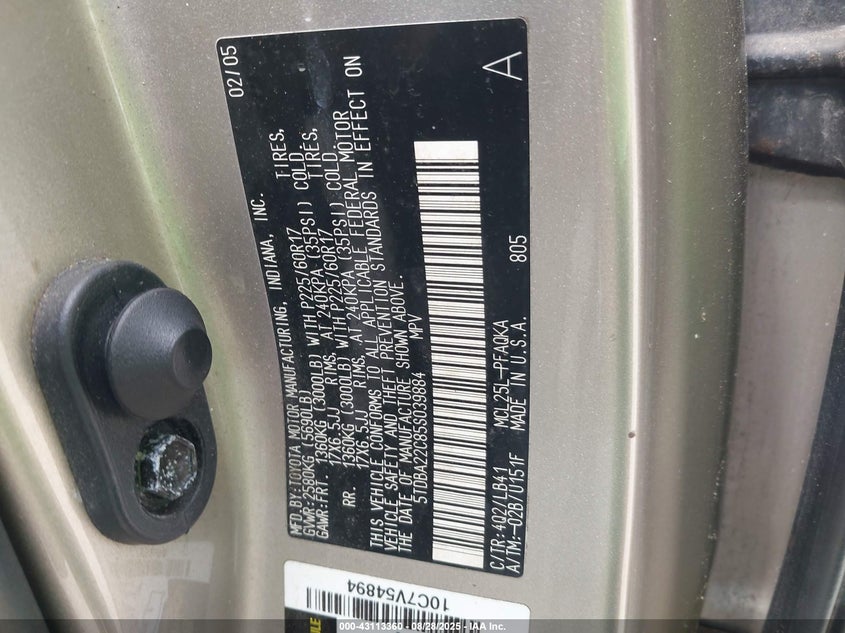 MFD.BY:TOYOTA MOTOR MANUFACTURING, INDIANA, INC. 02/05
GVWR:2580KG (5690LB)
GAWR:FRT. 1360KG (3000LB) WITH P225/60R17 TIRES,
17X6.5JJ RIMS, AT 240KPA (35PSI) COLD.
RR. 1360KG (3000LB) WITH P225/60R17 TIRES,
17X6.5JJ RIMS, AT 240KPA (35PSI) COLD.
THIS VEHICLE CONFORMS TO ALL APPLICABLE FEDERAL MOTOR
VEHICLE SAFETY AND THEFT PREVENTION STANDARDS IN EFFECT ON
THE DATE OF MANUFACTURE SHOWN ABOVE.
5TDBA22C85S039884 MPV
A
C/TR:4Q2/LB41 MCL25L-PFAQKA 805
A/TM:-02B/U151F MADE IN U.S.A.
10C7V54894
000-43113360 - 08/28/2025 - IAA Inc.